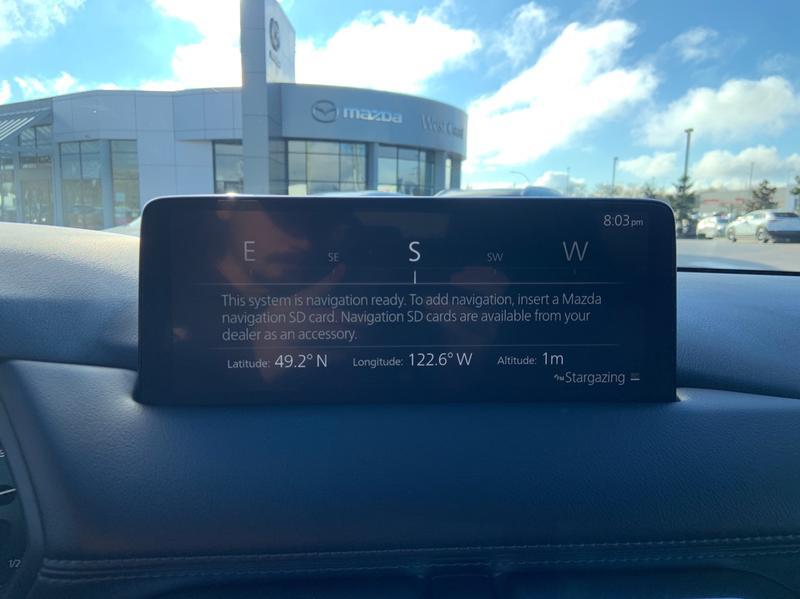 mazda West Coast
8:03 pm
E SE S SW W
This system is navigation ready. To add navigation, insert a Mazda
navigation SD card. Navigation SD cards are available from your
dealer as an accessory.
Latitude: 49.2° N Longitude: 122.6° W Altitude: 1m
Stargazing
1/2